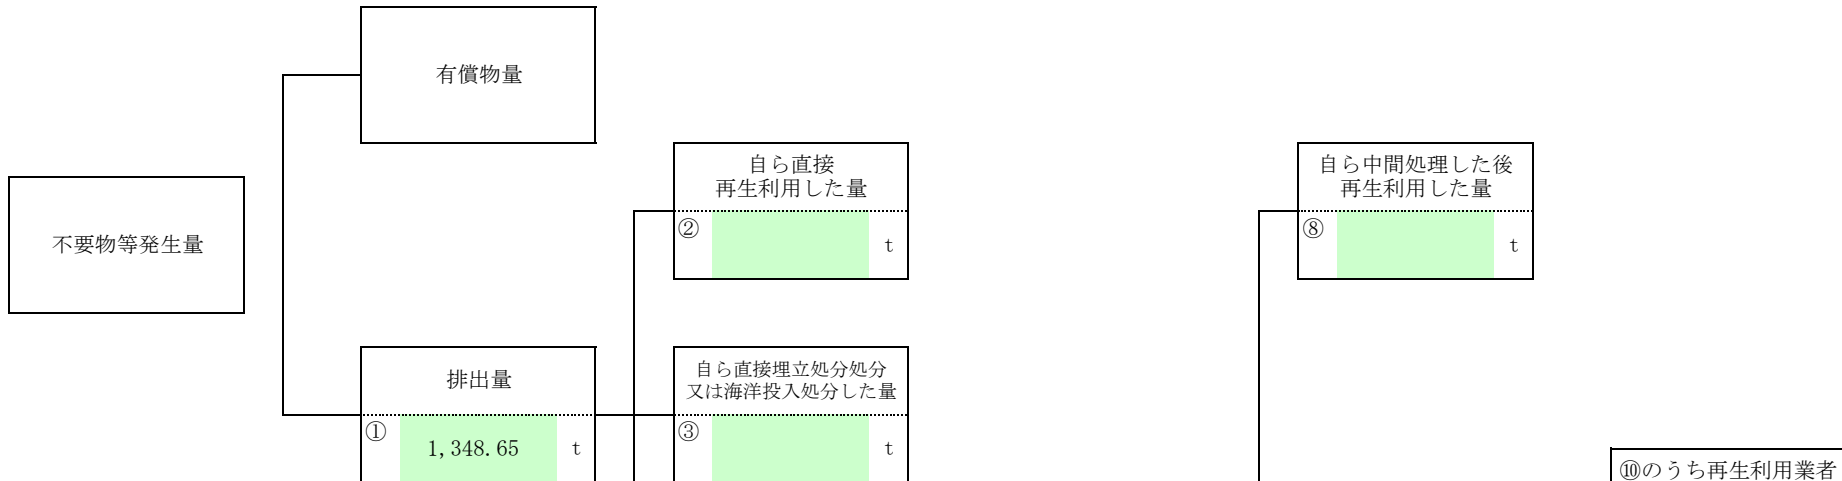 有償物量
自ら直接
再生利用した量
自ら中間処理した後
再生利用した量
不要物等発生量
②
t
⑧
t
排出量
自ら直接埋立処分処分
又は海洋投入処分した量
①
1,348.65
t
③
t
⑩のうち再生利用業者